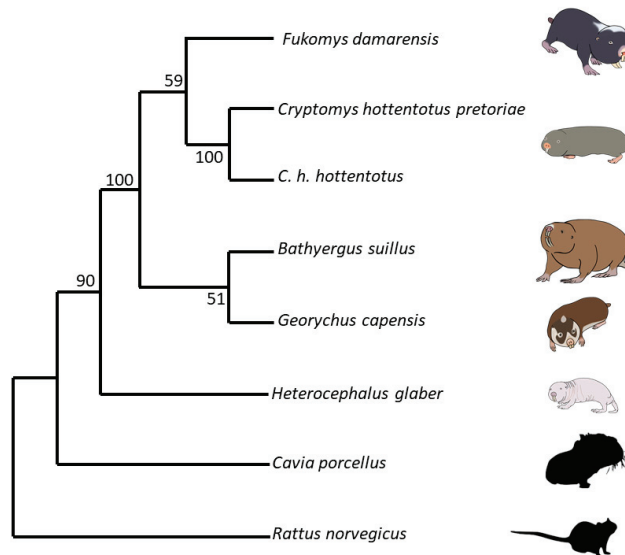 Fukomys damarensis
59
Cryptomys hottentotus pretoriae
100
C. h. hottentotus
100
Bathyergus suillus
90
51
Georychus capensis
Heterocephalus glaber
Cavia porcellus
Rattus norvegicus